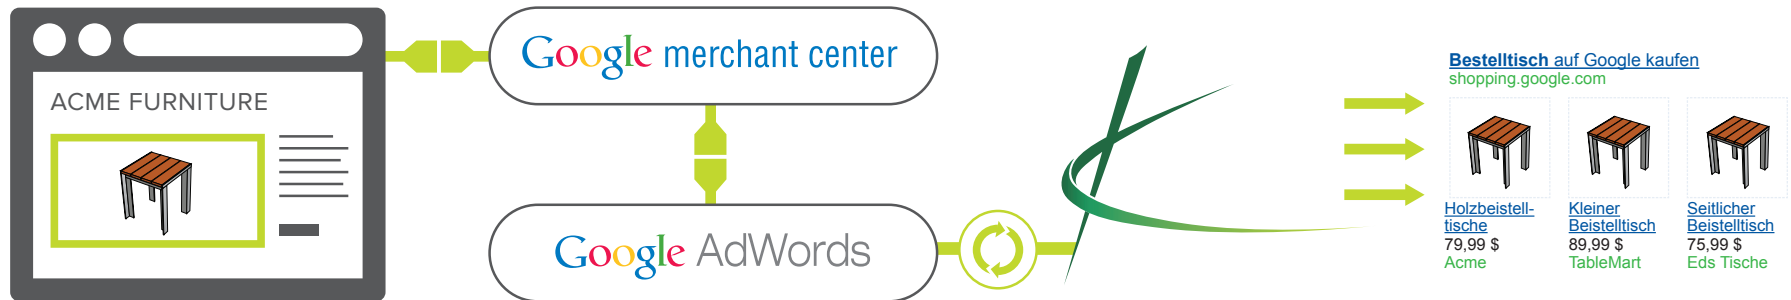 ACME FURNITURE
Google merchant center
Google AdWords
Bestelltisch auf Google kaufen
shopping.google.com
Holzbeistell-
tische
79,99 $
Acme
Kleiner
Beistelltisch
89,99 $
TableMart
Seitlicher
Beistelltisch
75,99 $
Eds Tische